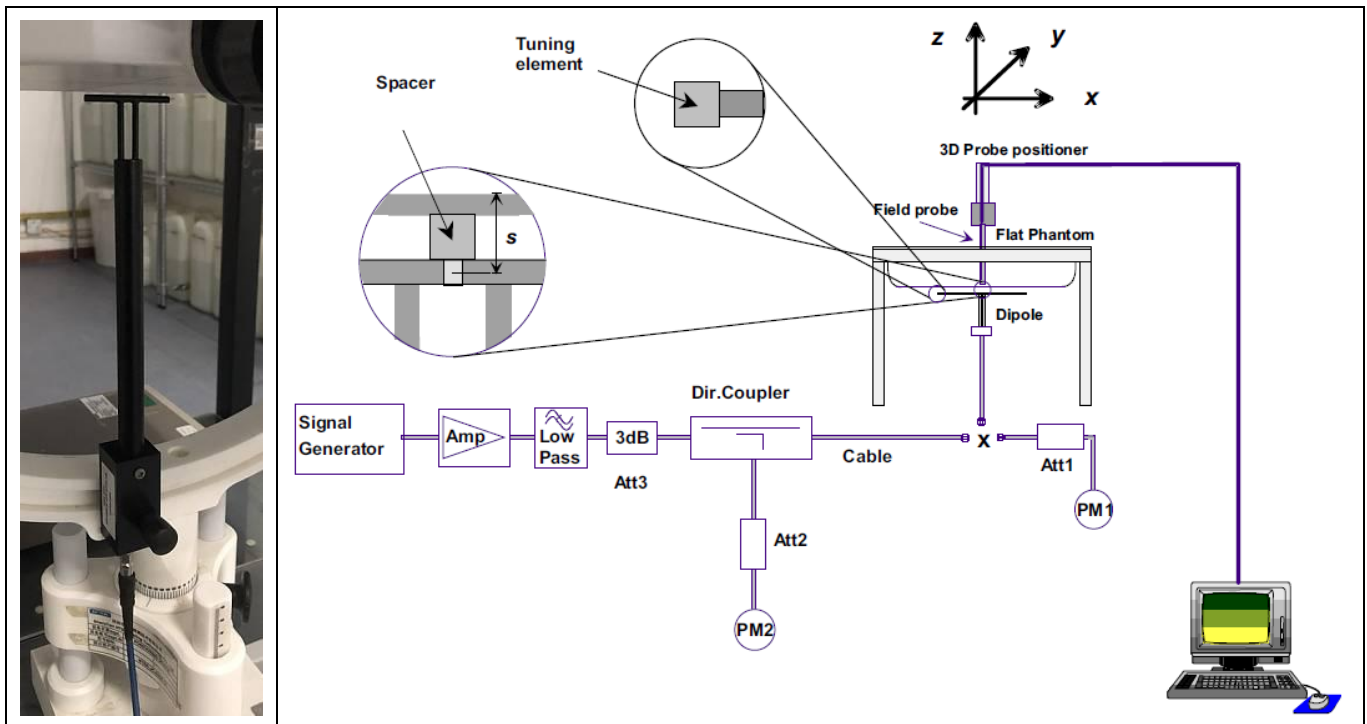 Tuning
element
Spacer
s
z
y
x
3D Probe positioner
Field probe
Flat Phantom
Dipole
Signal
Generator
Amp
Low
Pass
3dB
Att3
Dir.Coupler
Cable
x
Att1
PM1
Att2
PM2